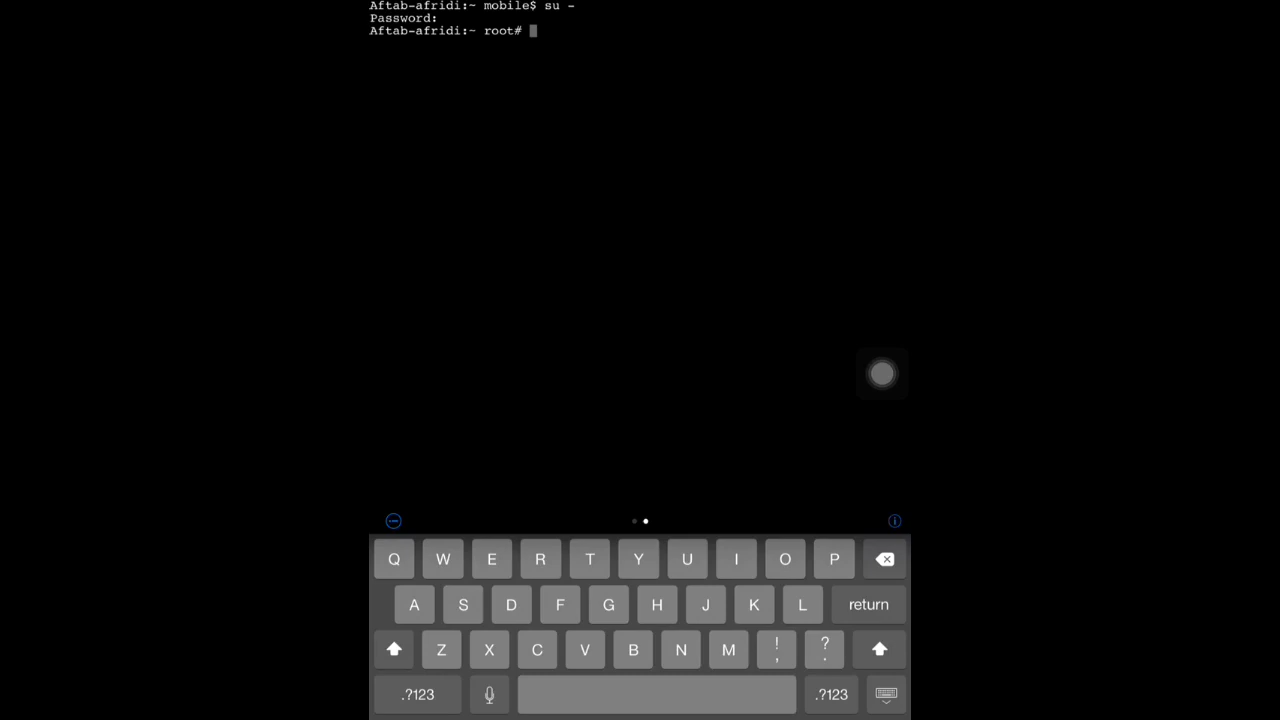 Aftab-afridi:~ mobile$ su -
Password:
Aftab-afridi:~ root#
Q W E R T Y U I O P
A S D F G H J K L return
Z X C V B N M ! , ? .
.?123 .?123